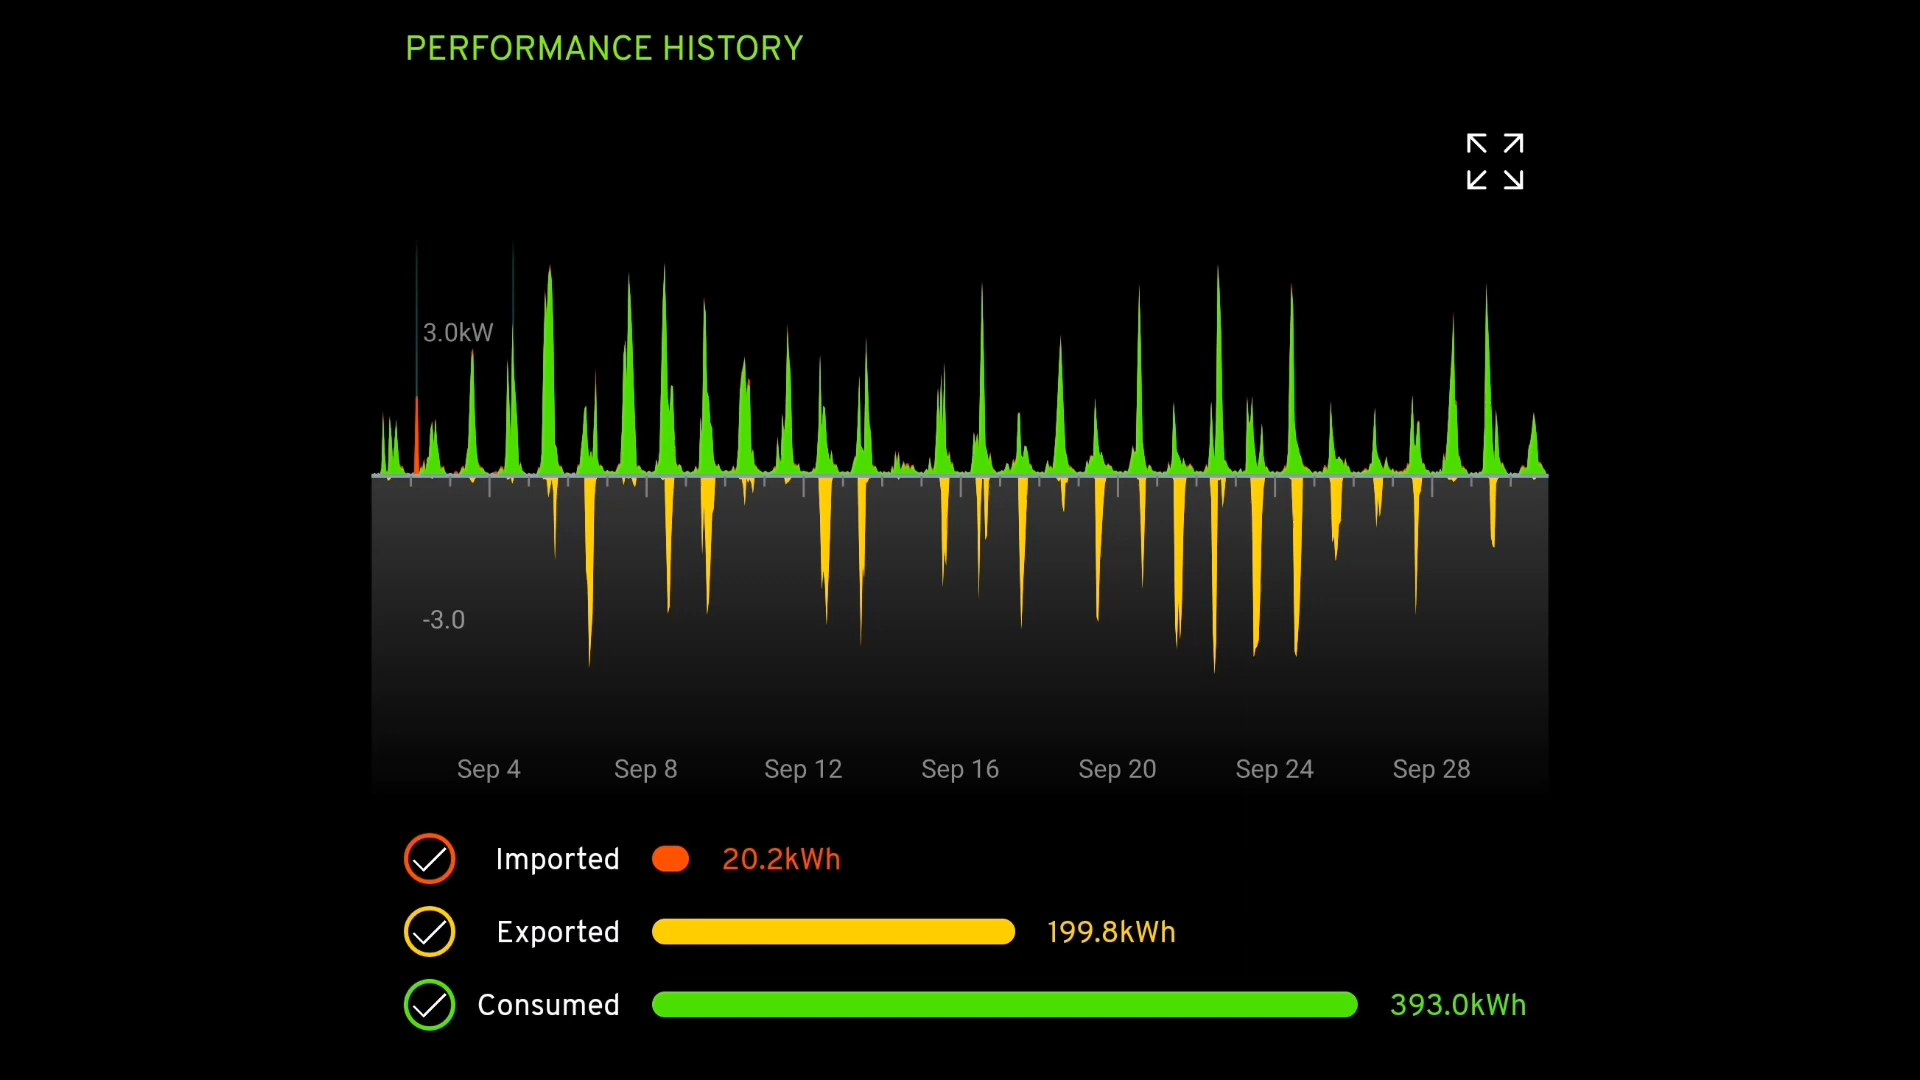 PERFORMANCE HISTORY
3.0kW
-3.0
Sep 4 Sep 8 Sep 12 Sep 16 Sep 20 Sep 24 Sep 28
Imported 20.2kWh
Exported 199.8kWh
Consumed 393.0kWh